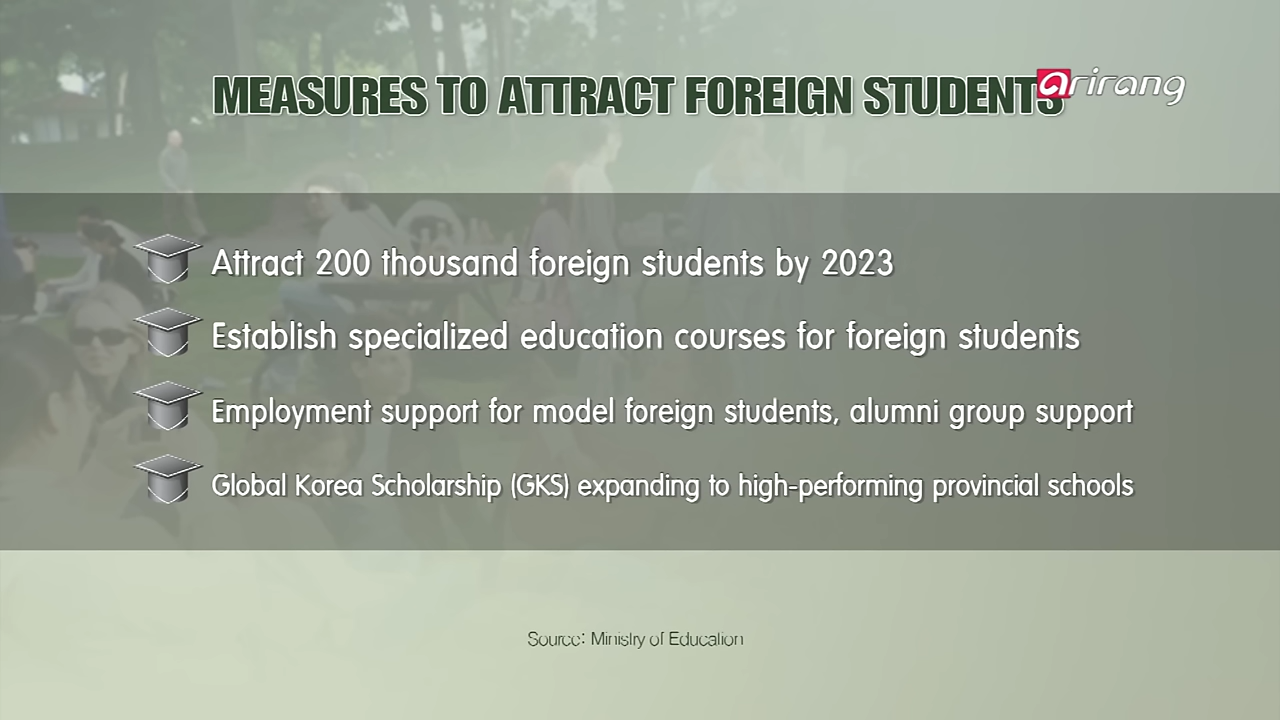 MEASURES TO ATTRACT FOREIGN STUDENTS
arirang
Attract 200 thousand foreign students by 2023
Establish specialized education courses for foreign students
Employment support for model foreign students, alumni group support
Global Korea Scholarship (GKS) expanding to high-performing provincial schools
Source: Ministry of Education